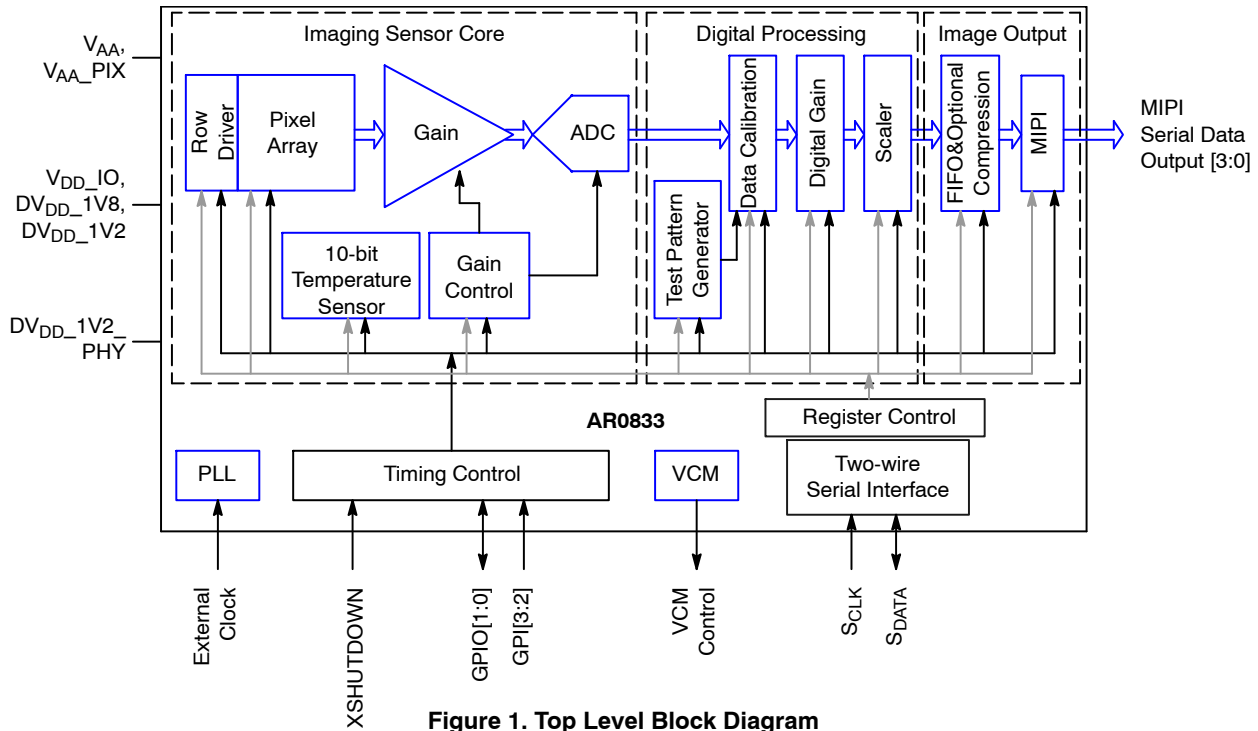 Imaging Sensor Core
Digital Processing
Image Output
VAA,
VAA_PIX
VDD_IO,
DVDD_1V8,
DVDD_1V2
DVDD_1V2_
PHY
Row
Driver
Pixel
Array
Gain
ADC
10-bit
Temperature
Sensor
Gain
Control
Test Pattern
Generator
Data Calibration
Digital Gain
Scaler
FIFO&Optional
Compression
MIPI
MIPI
Serial Data
Output [3:0]
AR0833
Register Control
PLL
Timing Control
VCM
Two-wire
Serial Interface
External
Clock
XSHUTDOWN
GPIO[1:0]
GPI[3:2]
VCM
Control
SCLK
SDATA
Figure 1. Top Level Block Diagram